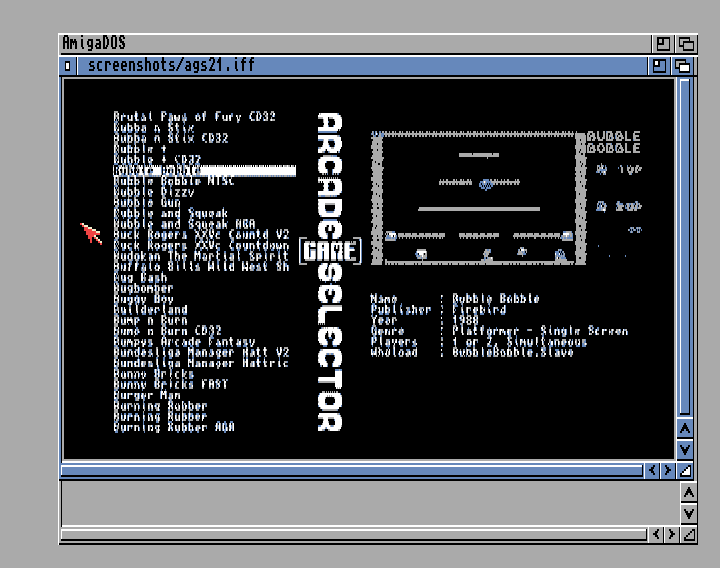 AmigaDOS
screenshots/ags21.iff
Brutal Paws of Fury CD32
Bubba n Stix
Bubba n Stix CD32
Bubble +
Bubble + CD32
Bubble Bobble
Bubble Bobble NTSC
Bubble Dizzy
Bubble Gun
Bubble and Squeak
Bubble and Squeak AGA
Buck Rogers XXVc Countd V2
Buck Rogers XXVc Countdown
Budokan The Martial Spirit
Buffalo Bills Wild West Sh
Bug Bash
Bugbomber
Buggy Boy
Builderland
Bump n Burn
Bump n Burn CD32
Bumpys Arcade Fantasy
Bundesliga Manager Hatt V2
Bundesliga Manager Hattric
Bunny Bricks
Bunny Bricks FAST
Burger Man
Burning Rubber
Burning Rubber
Burning Rubber AGA
ARCADE GAME SELECTOR
BUBBLE
BOBBLE
1UP
Name : Bubble Bobble
Publisher : Firebird
Year : 1988
Genre : Platformer - Single Screen
Players : 1 or 2, Simultaneous
Whdload : BubbleBobble.Slave